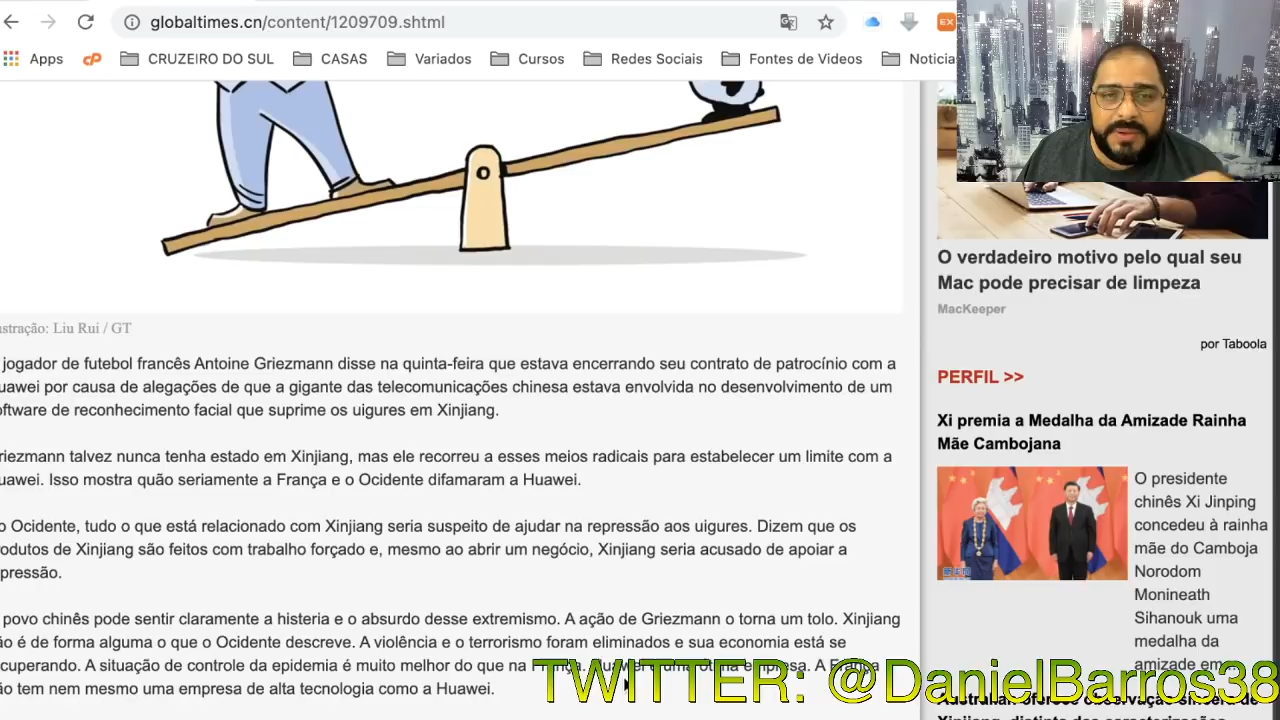 globaltimes.cn/content/1209709.shtml
EX
Apps
CRUZEIRO DO SUL
CASAS
Variados
Cursos
Redes Sociais
Fontes de Videos
Noticia
ustração: Liu Rui / GT
jogador de futebol francês Antoine Griezmann disse na quinta-feira que estava encerrando seu contrato de patrocínio com a
uawei por causa de alegações de que a gigante das telecomunicações chinesa estava envolvida no desenvolvimento de um
oftware de reconhecimento facial que suprime os uigures em Xinjiang.
riezmann talvez nunca tenha estado em Xinjiang, mas ele recorreu a esses meios radicais para estabelecer um limite com a
uawei. Isso mostra quão seriamente a França e o Ocidente difamaram a Huawei.
o Ocidente, tudo o que está relacionado com Xinjiang seria suspeito de ajudar na repressão aos uigures. Dizem que os
rodutos de Xinjiang são feitos com trabalho forçado e, mesmo ao abrir um negócio, Xinjiang seria acusado de apoiar a
pressão.
povo chinês pode sentir claramente a histeria e o absurdo desse extremismo. A ação de Griezmann o torna um tolo. Xinjiang
ão é de forma alguma o que o Ocidente descreve. A violência e o terrorismo foram eliminados e sua economia está se
cuperando. A situação de controle da epidemia é muito melhor do que na França. A França
ão tem nem mesmo uma empresa de alta tecnologia como a Huawei.
O verdadeiro motivo pelo qual seu
Mac pode precisar de limpeza
MacKeeper
por Taboola
PERFIL >>
Xi premia a Medalha da Amizade Rainha
Mãe Cambojana
O presidente
chinês Xi Jinping
concedeu à rainha
mãe do Camboja
Norodom
Monineath
Sihanouk uma
medalha da
amizade em
TWITTER: @DanielBarros38